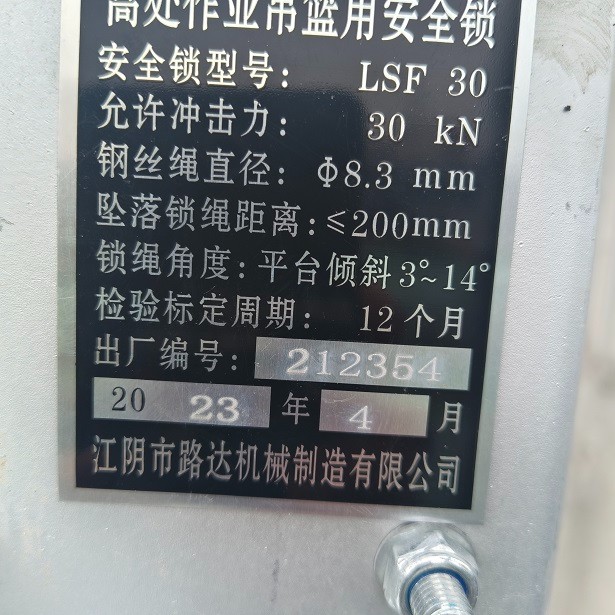 高处作业吊篮用安全锁
安全锁型号: LSF 30
允许冲击力: 30 kN
钢丝绳直径: Φ8.3 mm
坠落锁绳距离:≤200mm
锁绳角度:平台倾斜3°~14°
检验标定周期: 12个月
出厂编号: 212354
20 23 年 4 月
江阴市路达机械制造有限公司